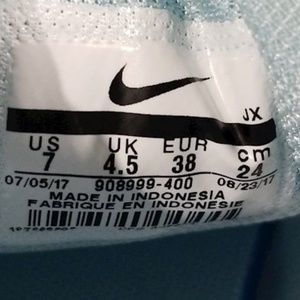 JX
US UK EUR cm
7 4.5 38 24
07/05/17 908999-400 08/23/17
MADE IN INDONESIA
FABRIQUE EN INDONESIE